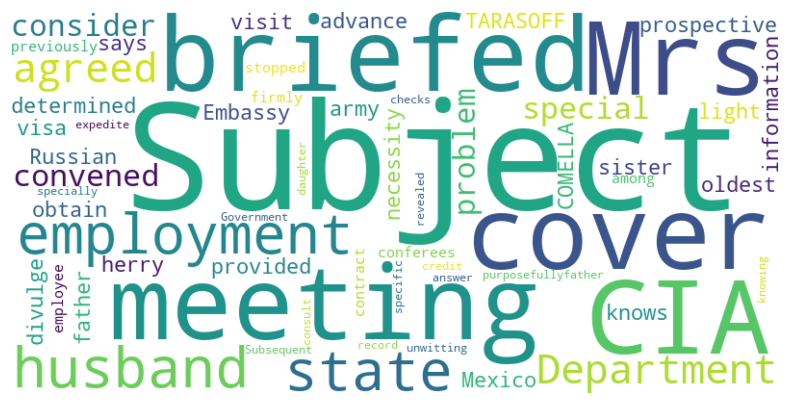 consider
visit
advance
TARASOFF
prospective
previously
says
briefed
Mrs
agreed
stopped
firmly
checks
determined
Embassy
army
special
light
information
visa
expedite
Subject
necessity
problem
COMELLA
Russian
daughter
sister
among
convened
specially
revealed
oldest
obtain
Government
cover
employment
conferees
herry
provided
contract
credit
purposefullyfather
divulge
employee
father
meeting
specific
answer
CIA
knows
knowing
consult
Subsequent
record
unwitting
husband
state
Mexico
Department